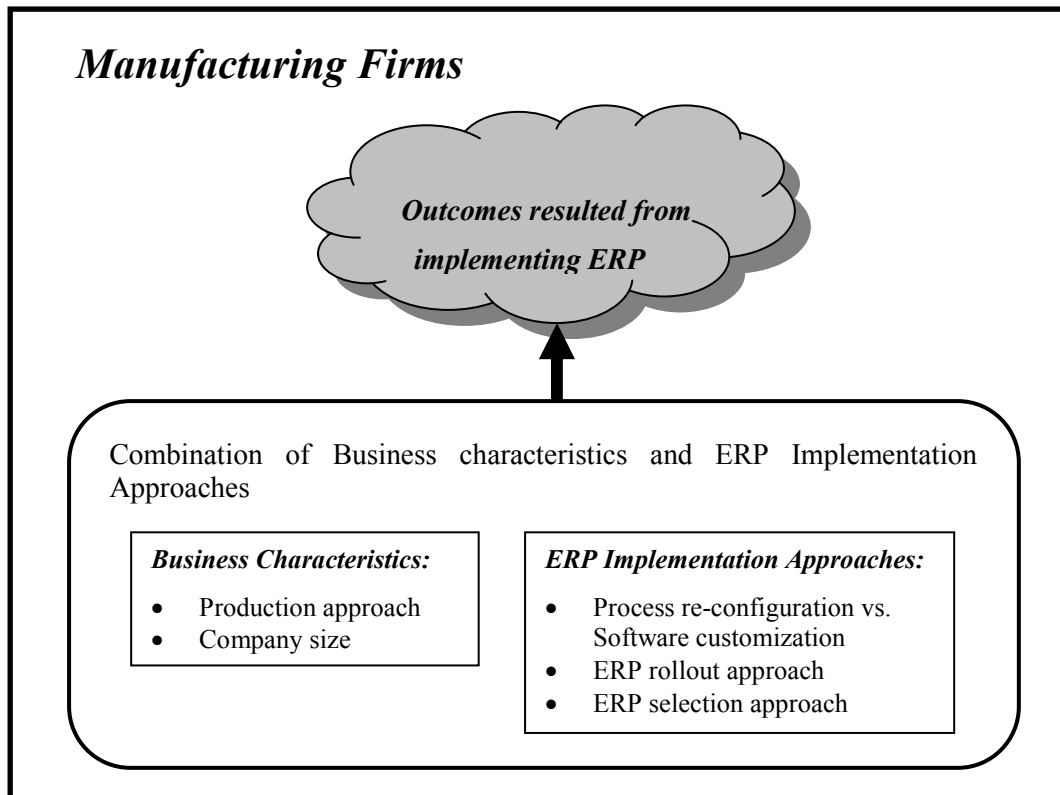 Manufacturing Firms
Outcomes resulted from
implementing ERP
Combination of Business characteristics and ERP Implementation
Approaches
Business Characteristics:
• Production approach
• Company size
ERP Implementation Approaches:
• Process re-configuration vs.
Software customization
• ERP rollout approach
• ERP selection approach